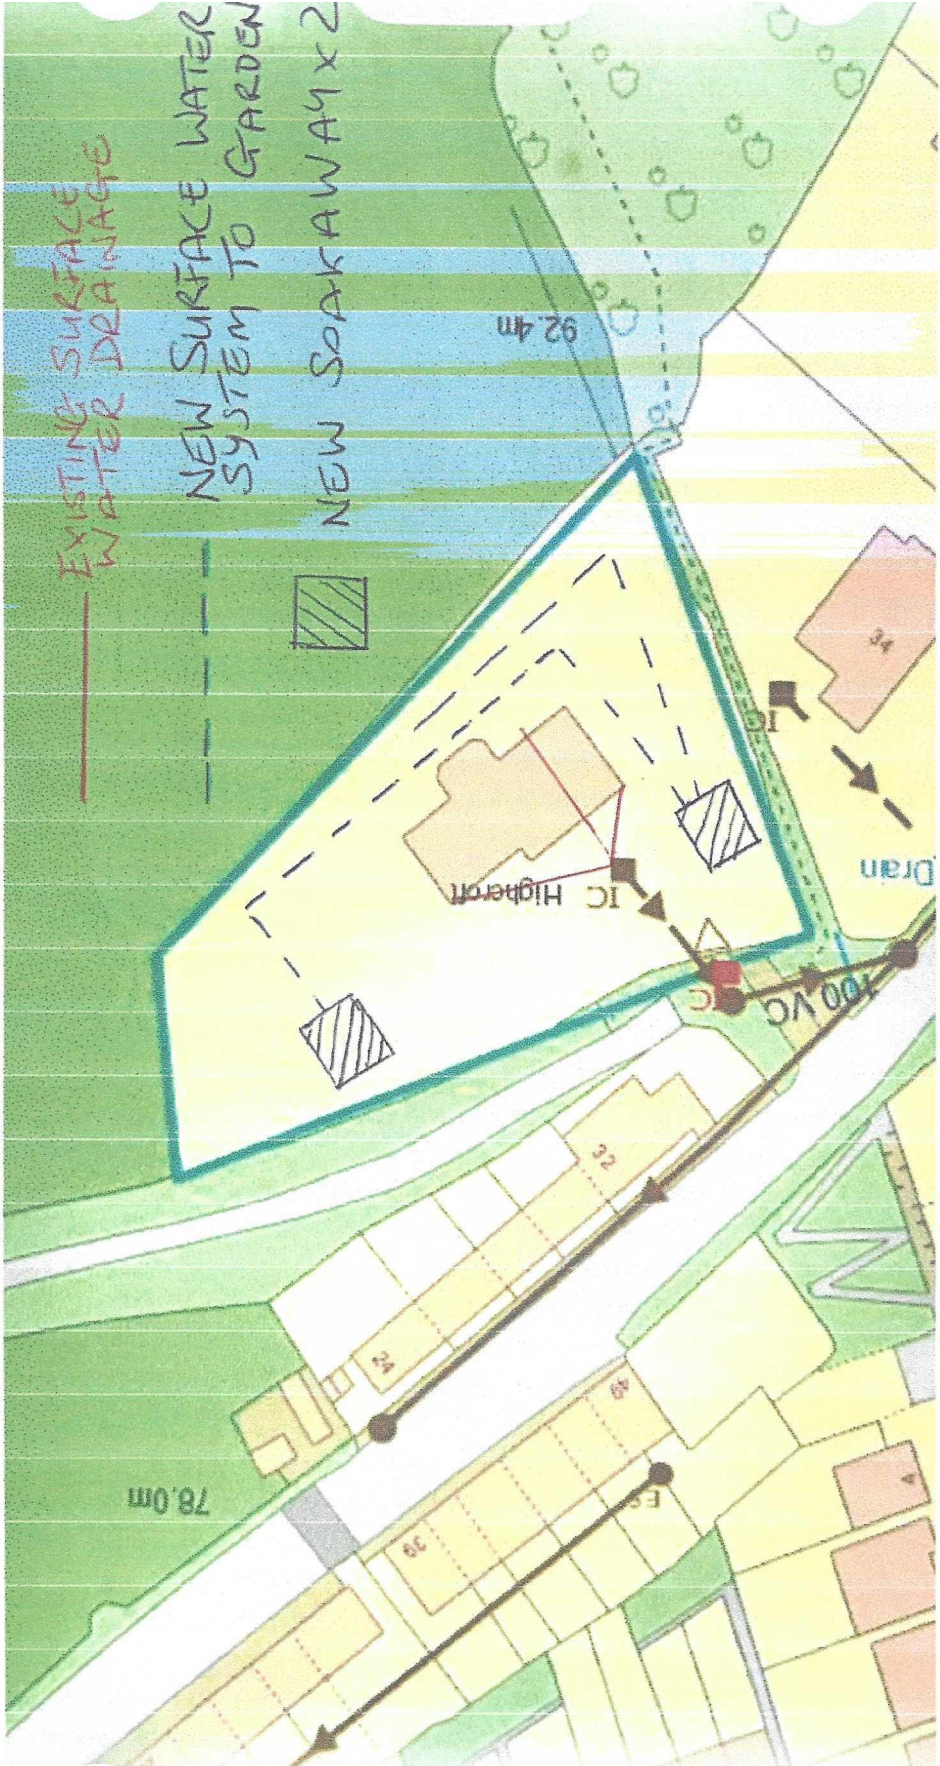 EXISTING SURFACE
WATER DRAINAGE
NEW SURFACE WATER
SYSTEM TO GARDEN
NEW SOAKAWAY x 2
92.4m
34
IC
Drain
Highcroft
IC
IC
100 VC
32
24
40
39
78.0m
4